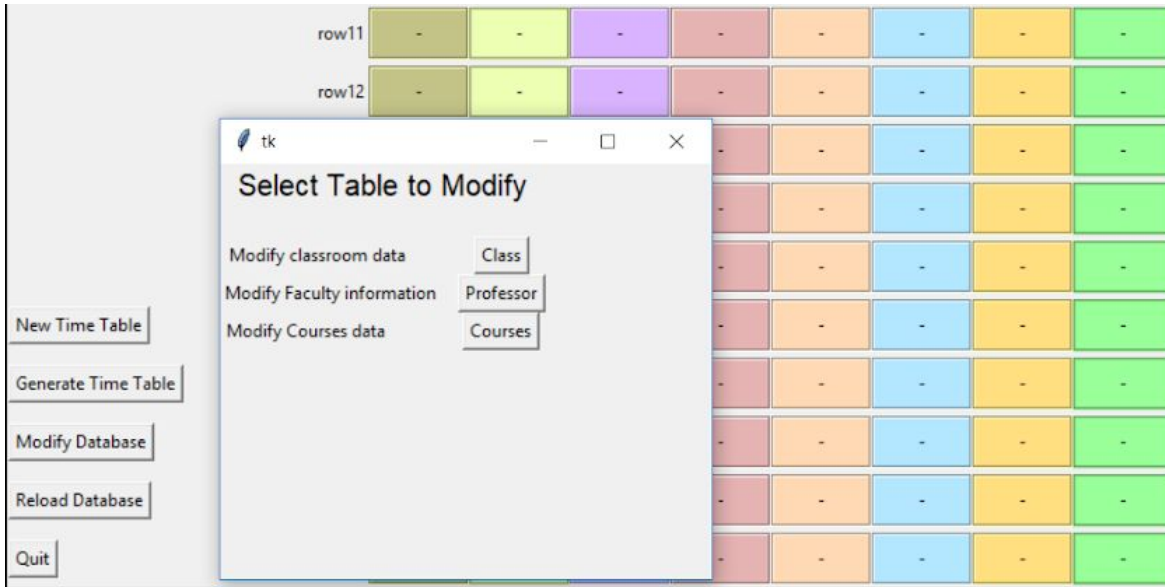 row11 - - - - - - - -
row12 - - - - - - - -
tk
Select Table to Modify
- - - - -
- - - - -
Modify classroom data Class
- - - - -
Modify Faculty information Professor
Modify Courses data Courses
New Time Table
- - - - -
Generate Time Table
- - - - -
Modify Database
- - - - -
Reload Database
- - - - -
Quit
- - - - -